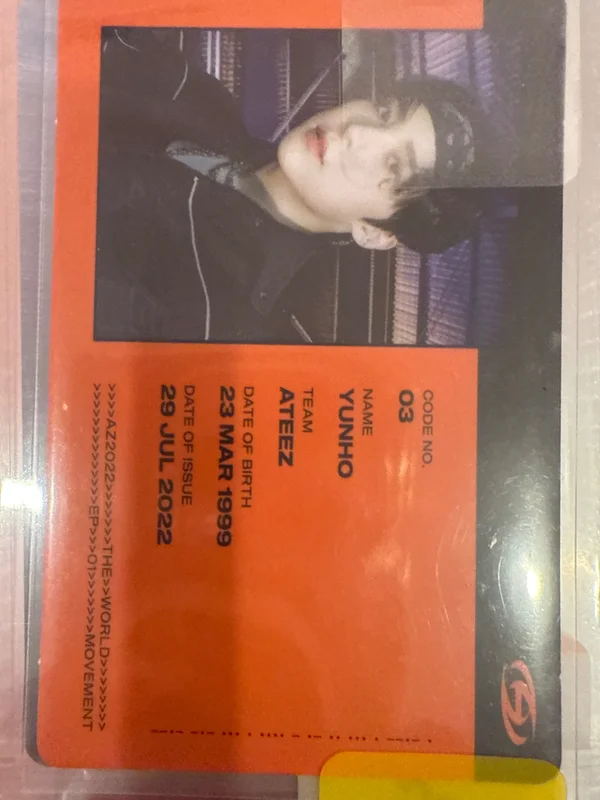 CODE NO.
03
NAME
YUNHO
TEAM
ATEEZ
DATE OF BIRTH
23 MAR 1999
DATE OF ISSUE
29 JUL 2022
>>>>AZ2022>>>>>>>THE>>WORLD>>>>>>>>>
>>>>>>>>>>>>>EP>>>01>>>>>>>MOVEMENT